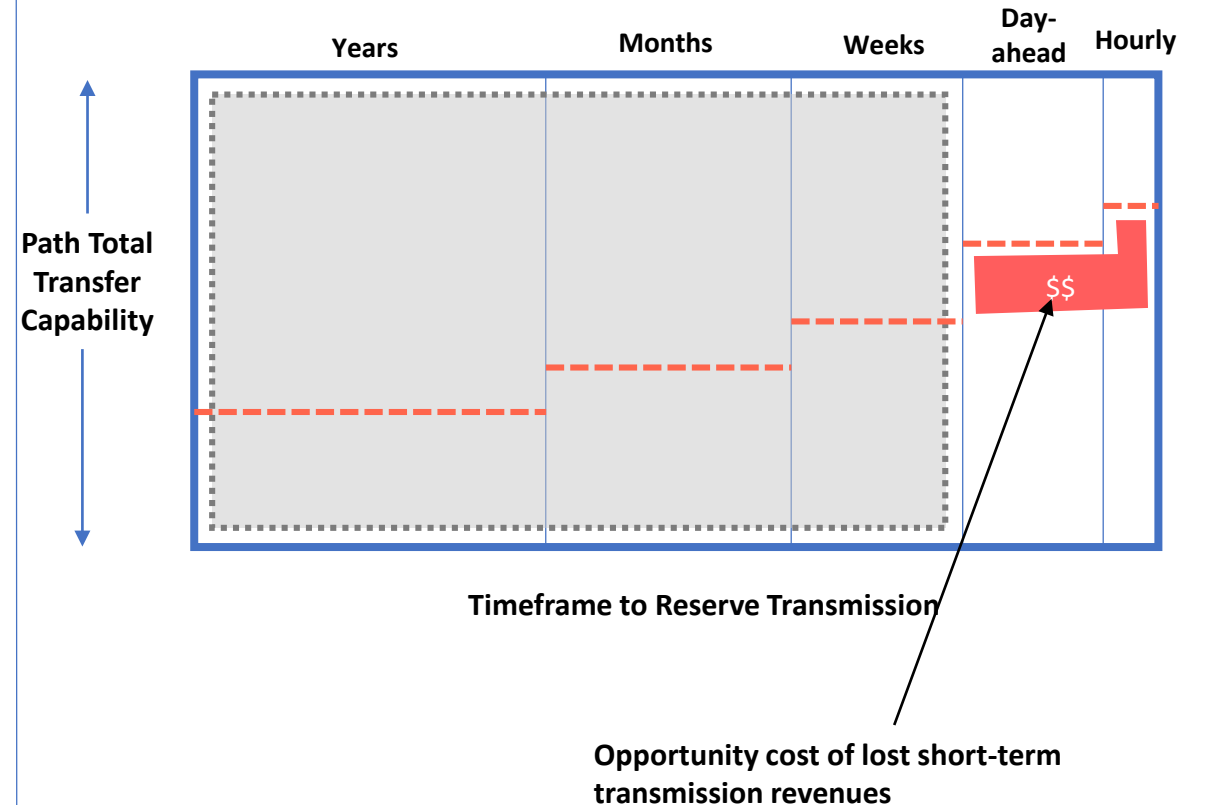 Years
Months
Weeks
Day-
ahead
Hourly
Path Total
Transfer
Capability
$$
Timeframe to Reserve Transmission
Opportunity cost of lost short-term
transmission revenues